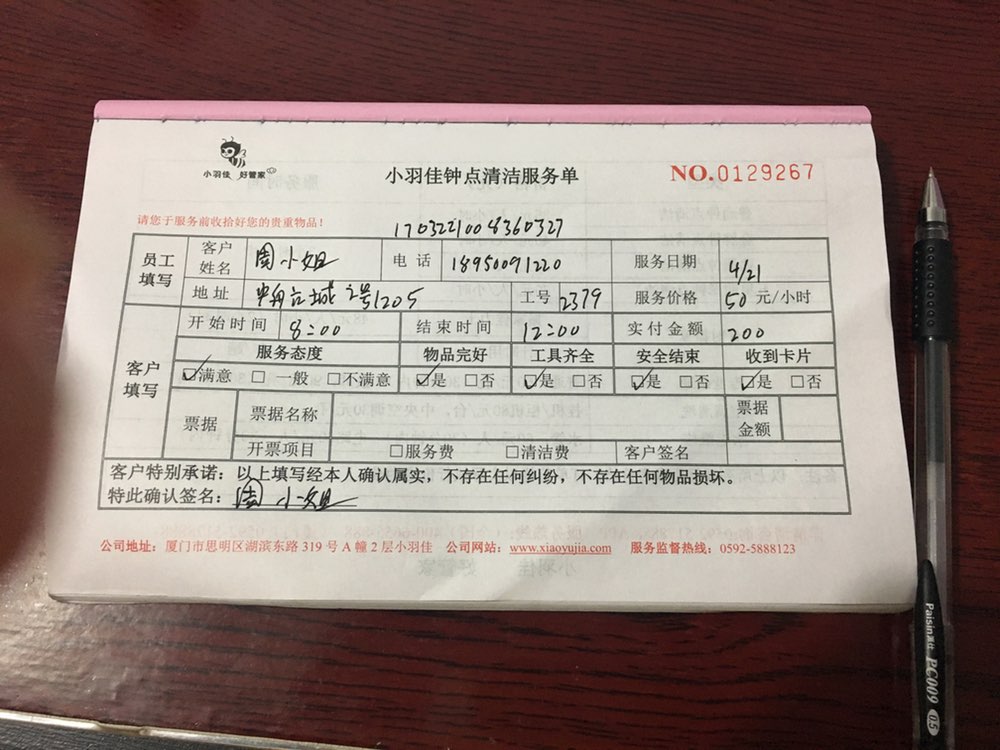 小羽佳 好管家
小羽佳钟点清洁服务单
NO.0129267
请您于服务前收拾好您的贵重物品！
1703221008360327
员工填写 客户姓名 周小姐 电话 18950091220 服务日期 4/21
地址 城2号1205 工号 2379 服务价格 50 元/小时
客户填写 开始时间 8:00 结束时间 12:00 实付金额 200
服务态度 物品完好 工具齐全 安全结束 收到卡片
☑满意 □一般 □不满意 ☑是 □否 ☑是 □否 ☑是 □否 ☑是 □否
票据 票据名称 票据金额
开票项目 □服务费 □清洁费 客户签名
客户特别承诺：以上填写经本人确认属实，不存在任何纠纷，不存在任何物品损坏。
特此确认签名：周小姐
公司地址：厦门市思明区湖滨东路 319 号 A 幢 2 层小羽佳 公司网站：www.xiaoyujia.com 服务监督热线：0592-5888123
Paisin PC009 0.5